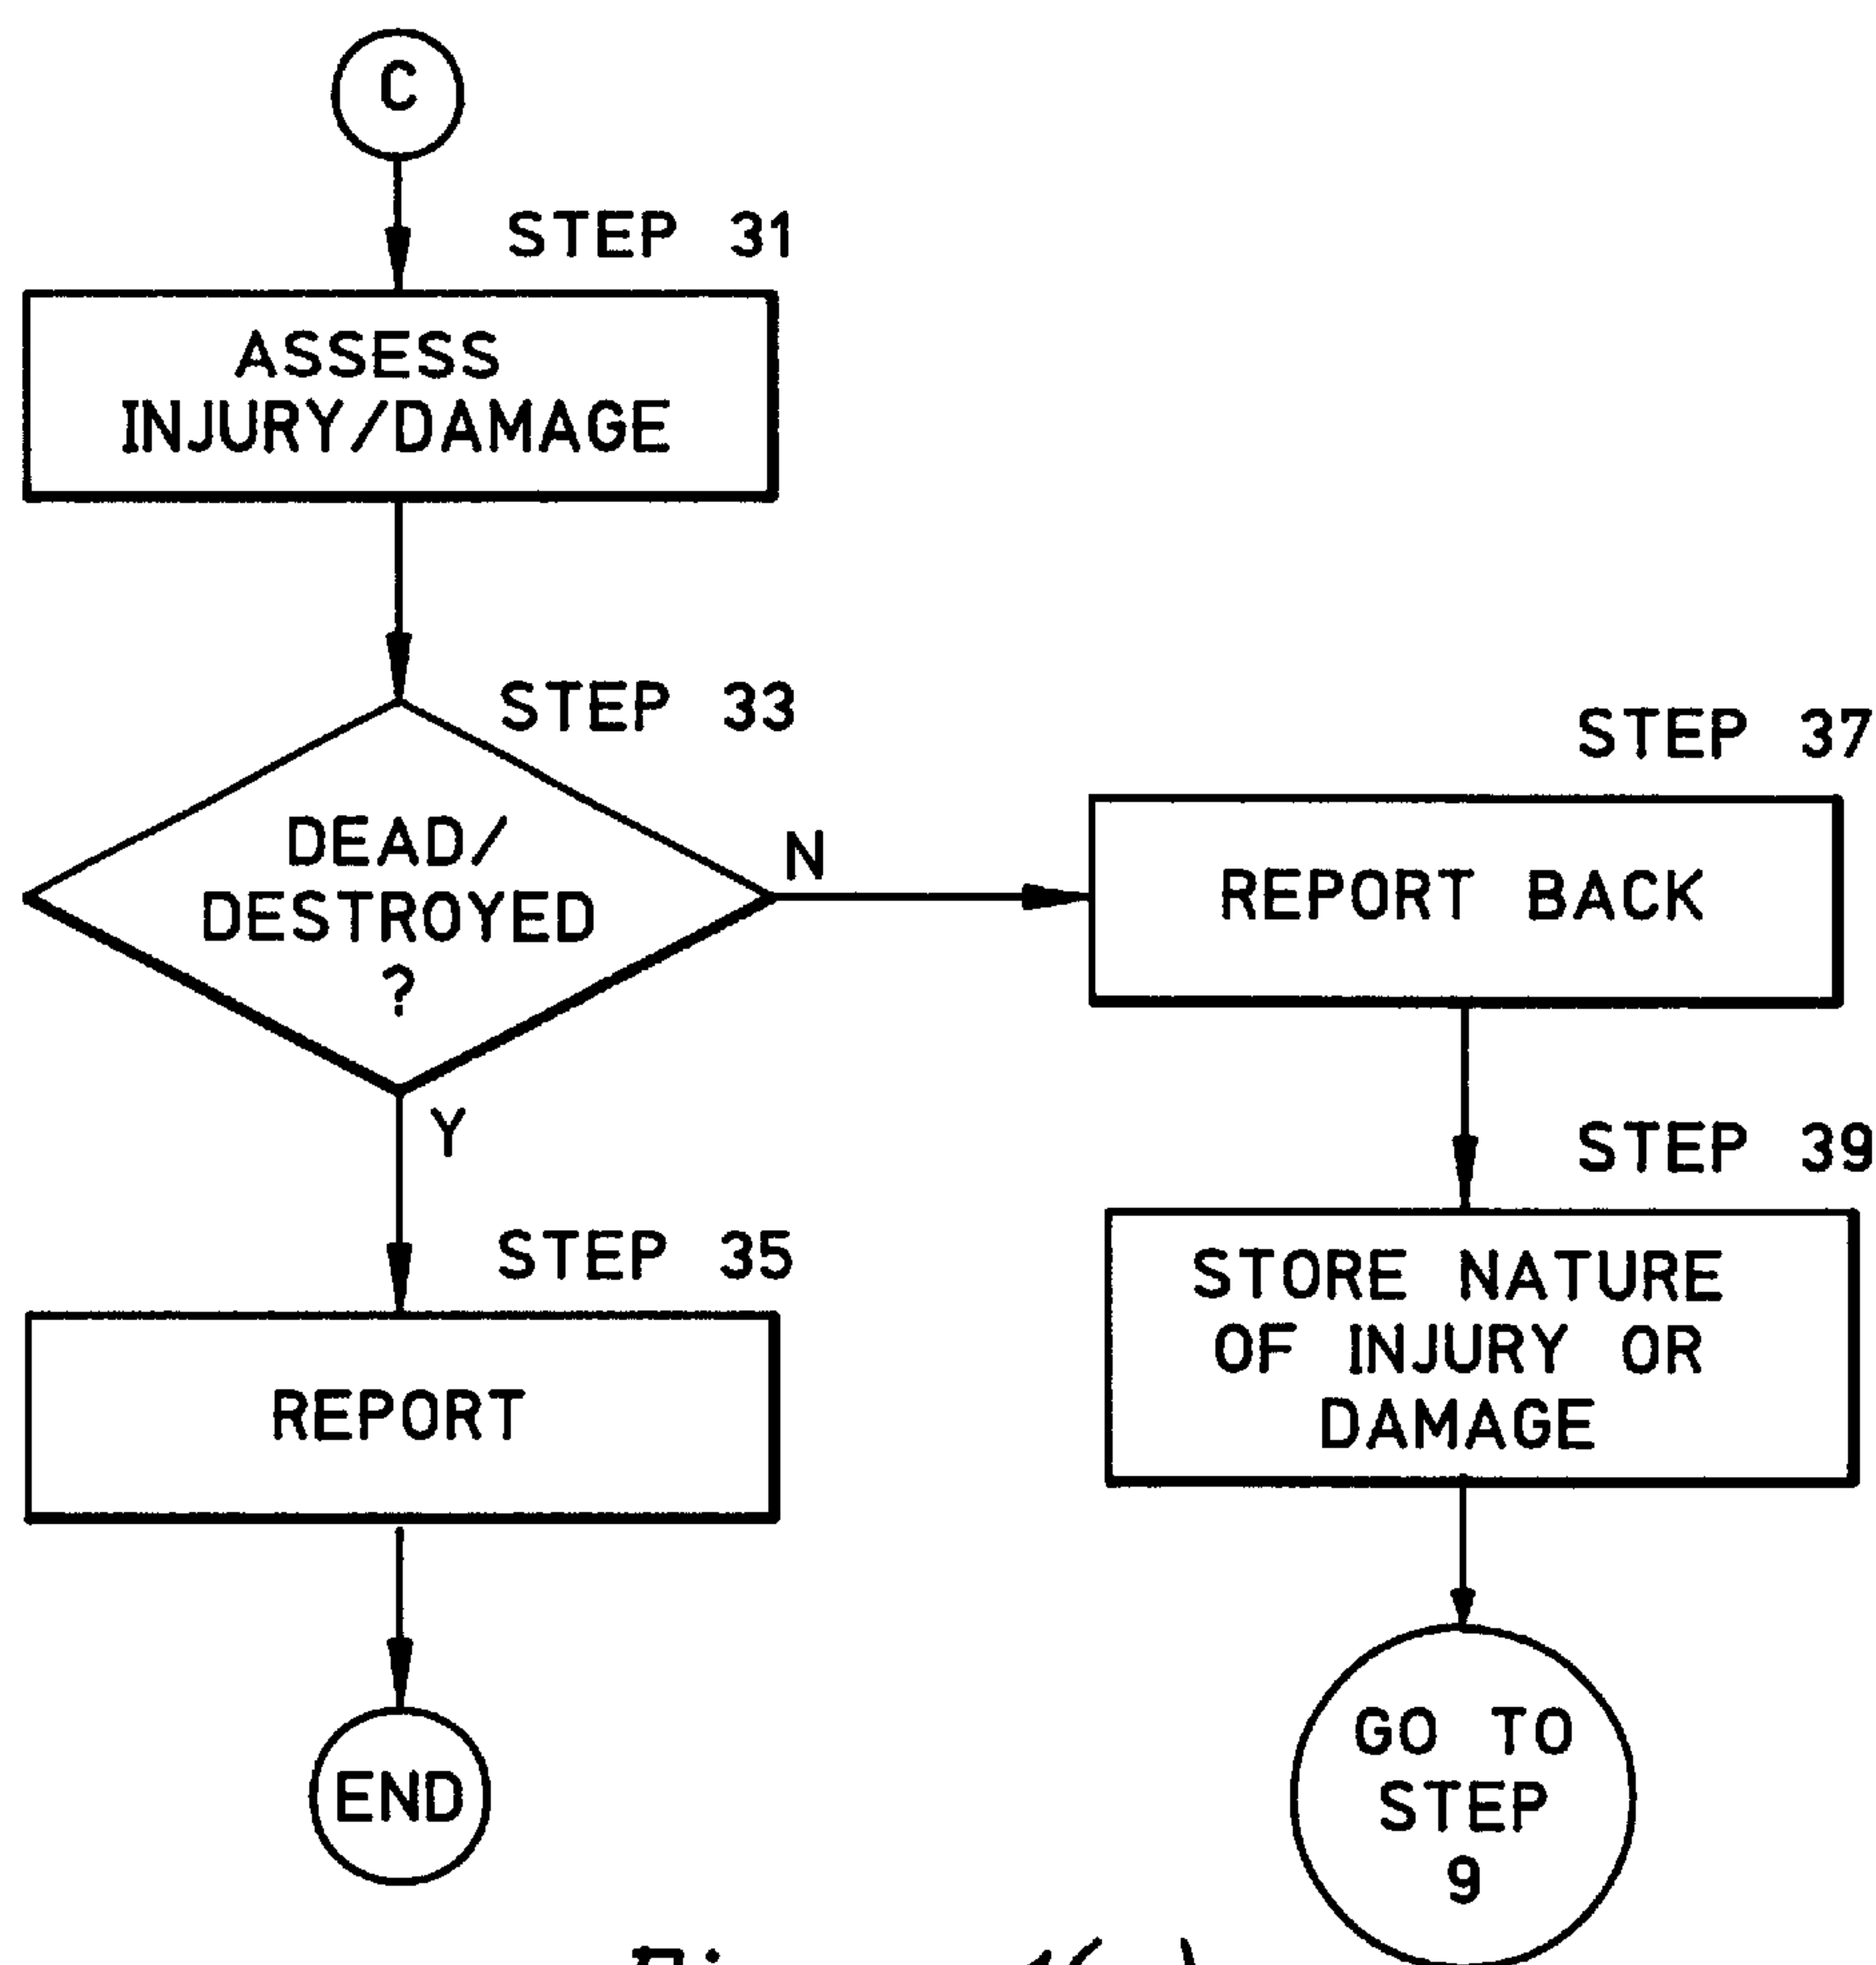 C
STEP 31
ASSESS
INJURY/DAMAGE
STEP 33
DEAD/
DESTROYED
?
N
Y
STEP 37
REPORT BACK
STEP 35
REPORT
END
STEP 39
STORE NATURE
OF INJURY OR
DAMAGE
GO TO
STEP
9